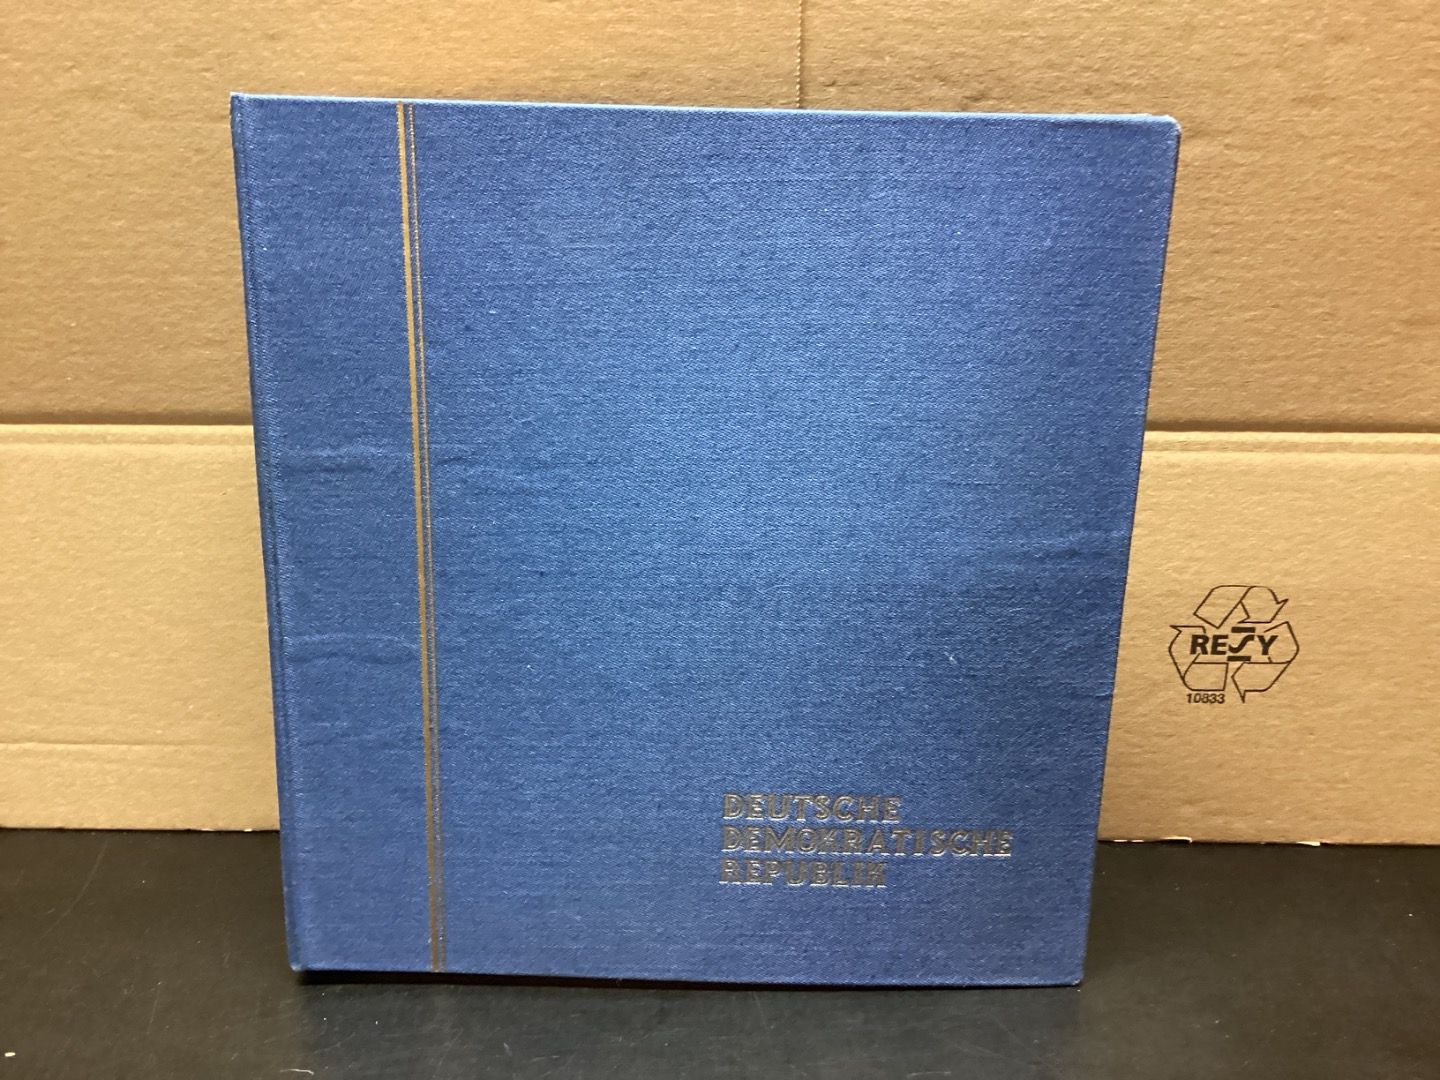 DEUTSCHE
DEMOKRATISCHE
REPUBLIK
RESY
10833